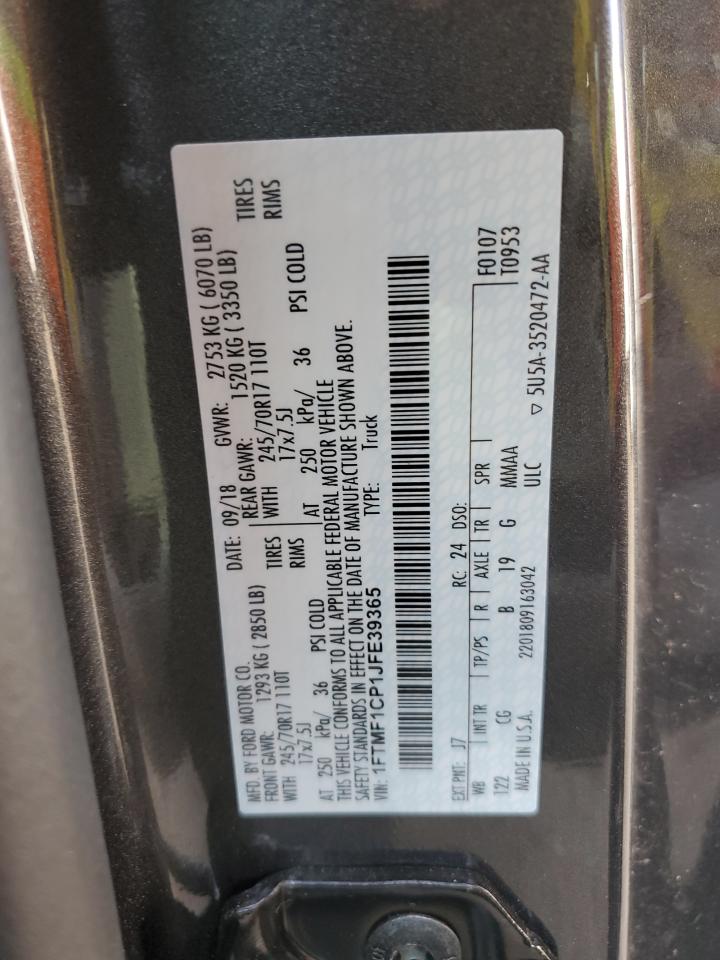 MFD. BY FORD MOTOR CO. DATE: 09/18 GVWR: 2753 KG ( 6070 LB)
FRONT GAWR: 1293 KG ( 2850 LB) REAR GAWR: 1520 KG ( 3350 LB)
WITH 245/70R17 110T TIRES WITH 245/70R17 110T TIRES
17x7.5J RIMS 17x7.5J RIMS
AT 250 kPa/ 36 PSI COLD AT 250 kPa/ 36 PSI COLD
THIS VEHICLE CONFORMS TO ALL APPLICABLE FEDERAL MOTOR VEHICLE
SAFETY STANDARDS IN EFFECT ON THE DATE OF MANUFACTURE SHOWN ABOVE.
VIN: 1FTMF1CP1JFE39365 TYPE: Truck
F0107
EXT PNT: J7 RC: 24 DSO: T0953
WB INT TR TP/PS R AXLE TR SPR
122 CG B 19 G MMAA
MADE IN U.S.A. 2201809163042 ULC ▽ 5U5A-3520472-AA